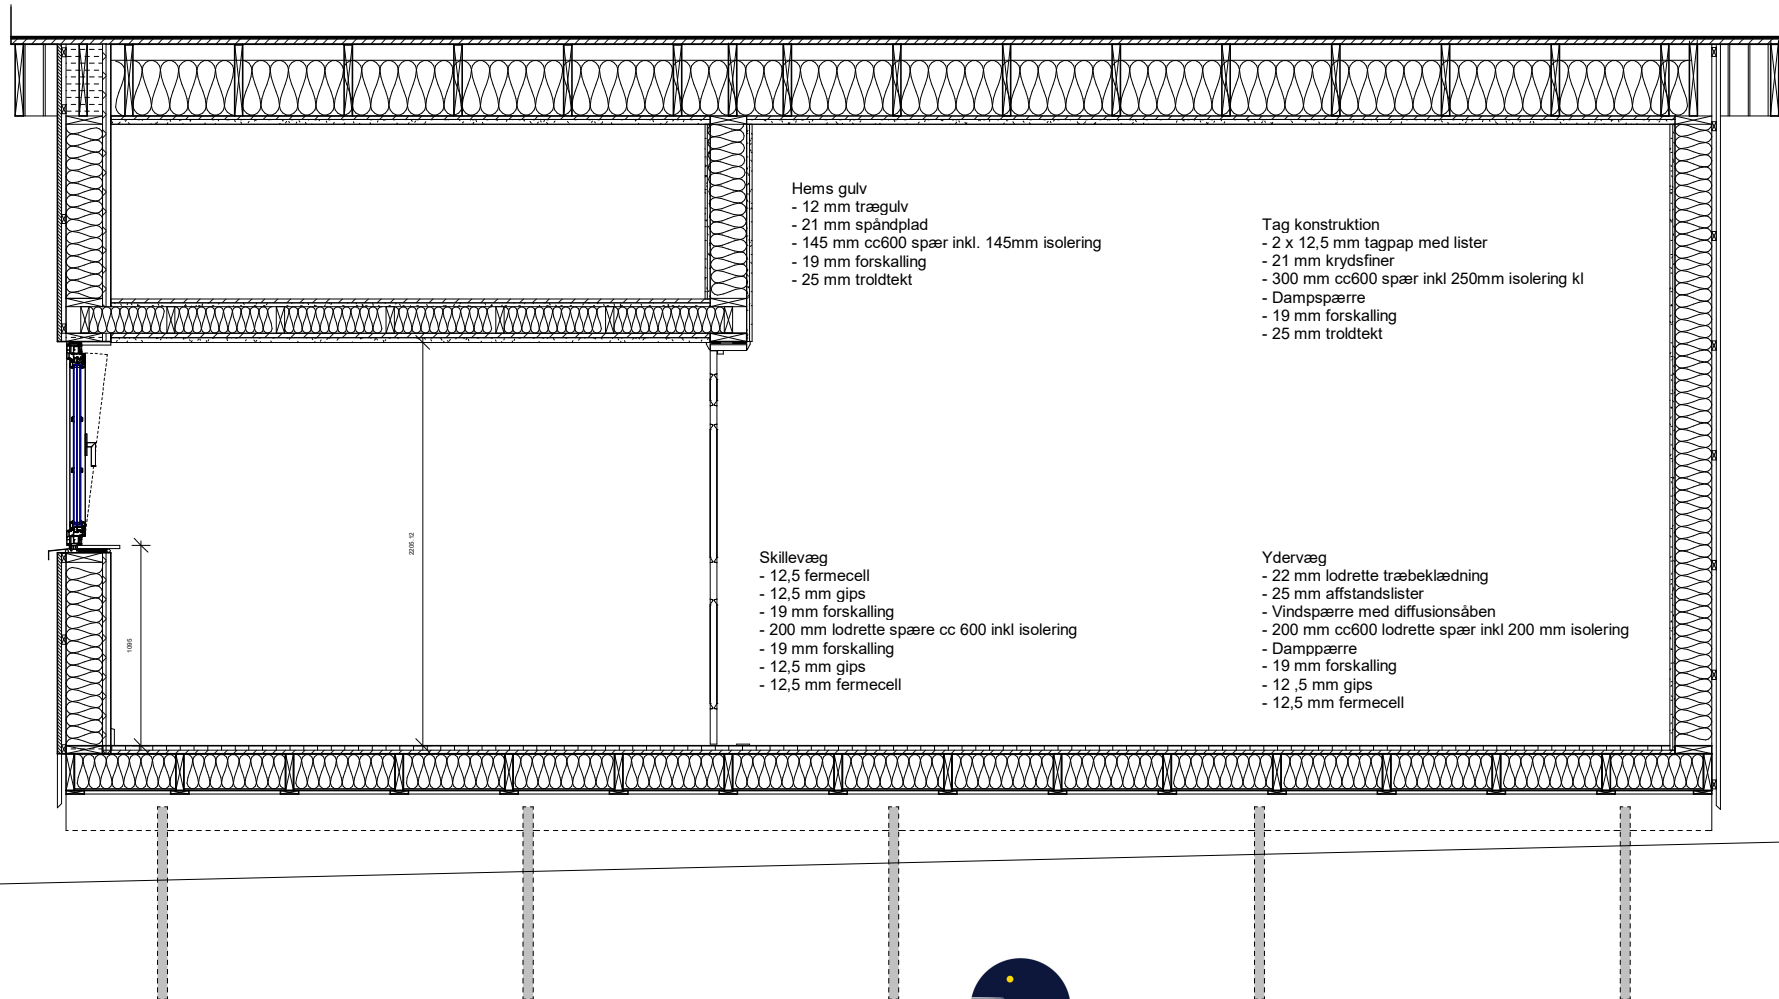 Hems gulv
- 12 mm trægulv
- 21 mm spåndplad
- 145 mm cc600 spær inkl. 145mm isolering
- 19 mm forskalling
- 25 mm troldtekt
Tag konstruktion
- 2 x 12,5 mm tagpap med lister
- 21 mm krydsfiner
- 300 mm cc600 spær inkl 250mm isolering kl
- Dampspærre
- 19 mm forskalling
- 25 mm troldtekt
2205.12
1095
Skillevæg
- 12,5 fermecell
- 12,5 mm gips
- 19 mm forskalling
- 200 mm lodrette spære cc 600 inkl isolering
- 19 mm forskalling
- 12,5 mm gips
- 12,5 mm fermecell
Ydervæg
- 22 mm lodrette træbeklædning
- 25 mm affstandslister
- Vindspærre med diffusionsåben
- 200 mm cc600 lodrette spær inkl 200 mm isolering
- Damppærre
- 19 mm forskalling
- 12 ,5 mm gips
- 12,5 mm fermecell